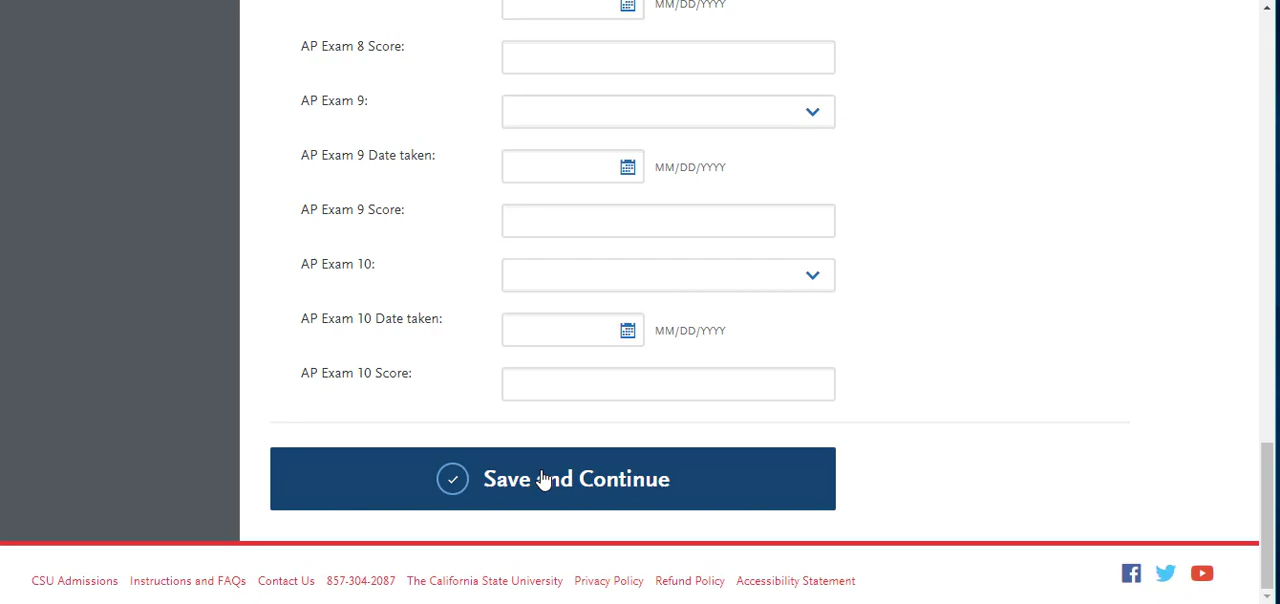 MM/DD/YYYY
AP Exam 8 Score:
AP Exam 9:
AP Exam 9 Date taken:
MM/DD/YYYY
AP Exam 9 Score:
AP Exam 10:
AP Exam 10 Date taken:
MM/DD/YYYY
AP Exam 10 Score:
Save and Continue
CSU Admissions Instructions and FAQs Contact Us 857-304-2087 The California State University Privacy Policy Refund Policy Accessibility Statement